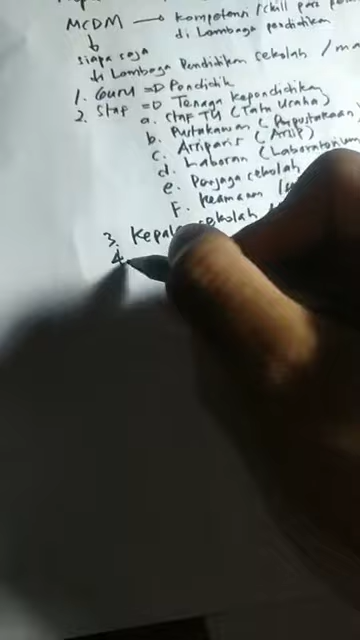 MCDM → kompetensi / skill para
di Lembaga pendidikan
siapa saja
di Lembaga Pendidikan sekolah / ma
1. Guru => Pendidik
2. Staf => Tenaga kependidikan
a. staf TU (Tata Usaha)
b. Pustakawan (Perpustakaan)
c. Arsiparis (Arsip)
d. Laboran (Laboratorium
e. Penjaga sekolah
F. Keamanan /
3. Kepala sekolah
4.